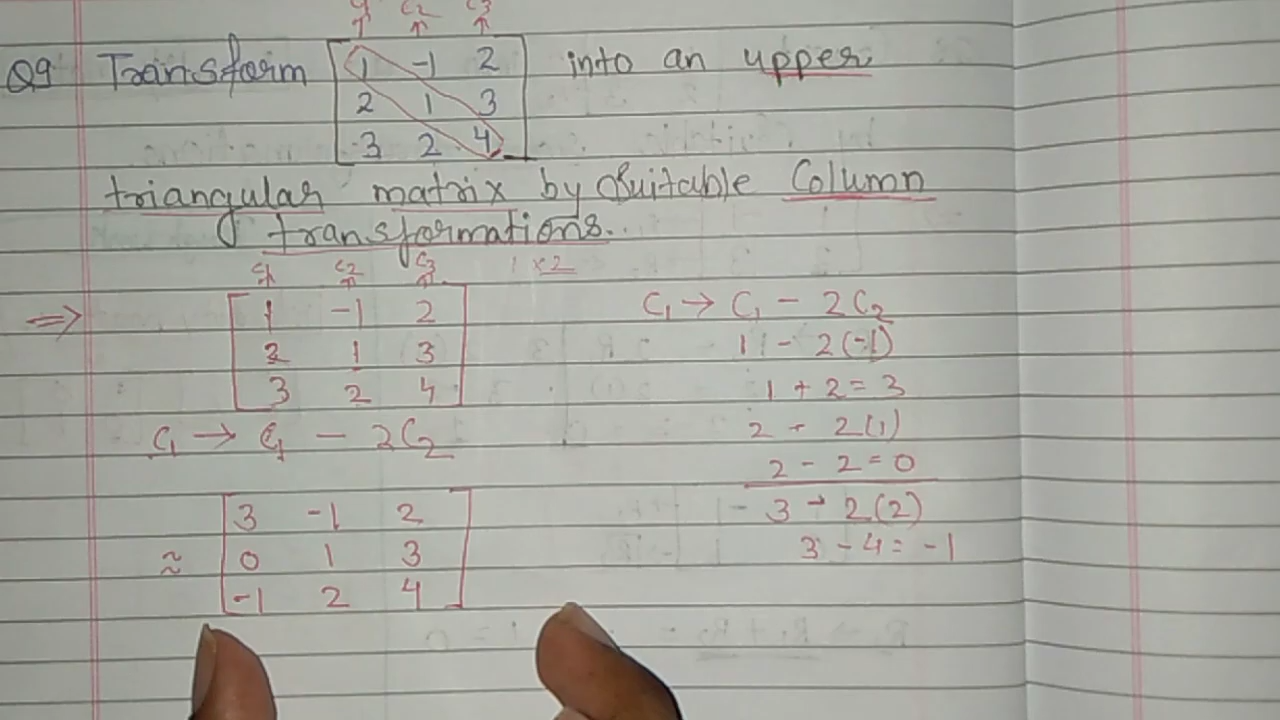 C1 C2 C3
Q9 Transform [1 -1 2 into an upper
2 1 3
3 2 4]
triangular matrix by Suitable Column
transformations.
C1 C2 C3 1 × 2
⇒ [1 -1 2
2 1 3
3 2 4]
C1 → C1 - 2C2
≈ [3 -1 2
0 1 3
-1 2 4]
C1 → C1 - 2C2
1 - 2(-1)
1 + 2 = 3
2 - 2(1)
2 - 2 = 0
3 - 2(2)
3 - 4 = -1